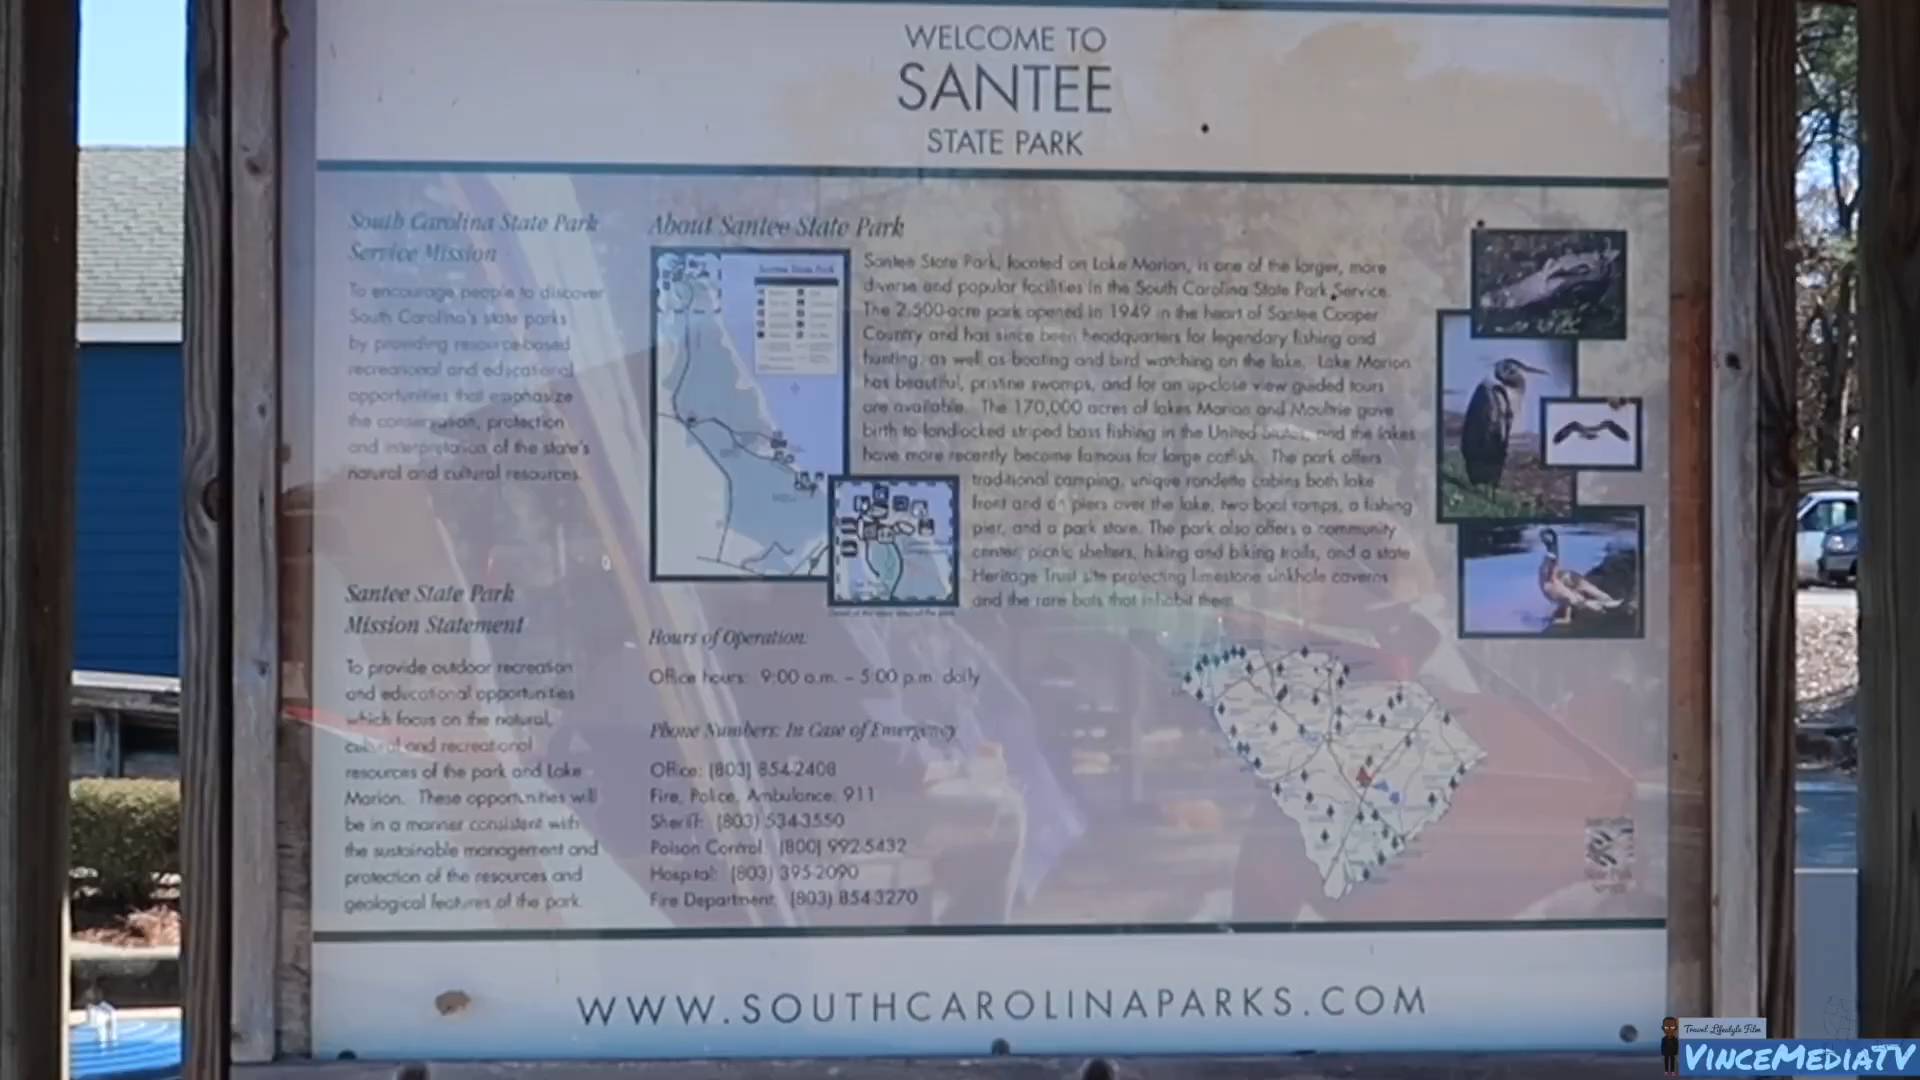 WELCOME TO
SANTEE
STATE PARK
South Carolina State Park
Service Mission
To encourage people to discover
South Carolina's state parks
by providing resource-based
recreational and educational
opportunities that emphasize
the conservation, protection
and interpretation of the state's
natural and cultural resources.
Santee State Park
Mission Statement
To provide outdoor recreation
and educational opportunities
which focus on the natural,
cultural and recreational
resources of the park and Lake
Marion. These opportunities will
be in a manner consistent with
the sustainable management and
protection of the resources and
geological features of the park.
About Santee State Park
Santee State Park
Santee State Park, located on Lake Marion, is one of the larger, more
diverse and popular facilities in the South Carolina State Park Service.
The 2,500-acre park opened in 1949 in the heart of Santee Cooper
Country and has since been headquarters for legendary fishing and
hunting, as well as boating and bird watching on the lake. Lake Marion
has beautiful, pristine swamps, and for an up-close view guided tours
are available. The 170,000 acres of lakes Marion and Moultrie gave
birth to landlocked striped bass fishing in the United States, and the lakes
have more recently become famous for large catfish. The park offers
traditional camping, unique rondette cabins both lake
front and on piers over the lake, two boat ramps, a fishing
pier, and a park store. The park also offers a community
center, picnic shelters, hiking and biking trails, and a state
Heritage Trust site protecting limestone sinkhole caverns
and the rare bats that inhabit them.
Hours of Operation:
Office hours: 9:00 a.m. – 5:00 p.m. daily
Phone Numbers: In Case of Emergency
Office: (803) 854-2408
Fire, Police, Ambulance: 911
Sheriff: (803) 534-3550
Poison Control: (800) 992-5432
Hospital: (803) 395-2090
Fire Department: (803) 854-3270
WWW.SOUTHCAROLINAPARKS.COM
Travel Lifestyle Film
VINCEMEDIATV